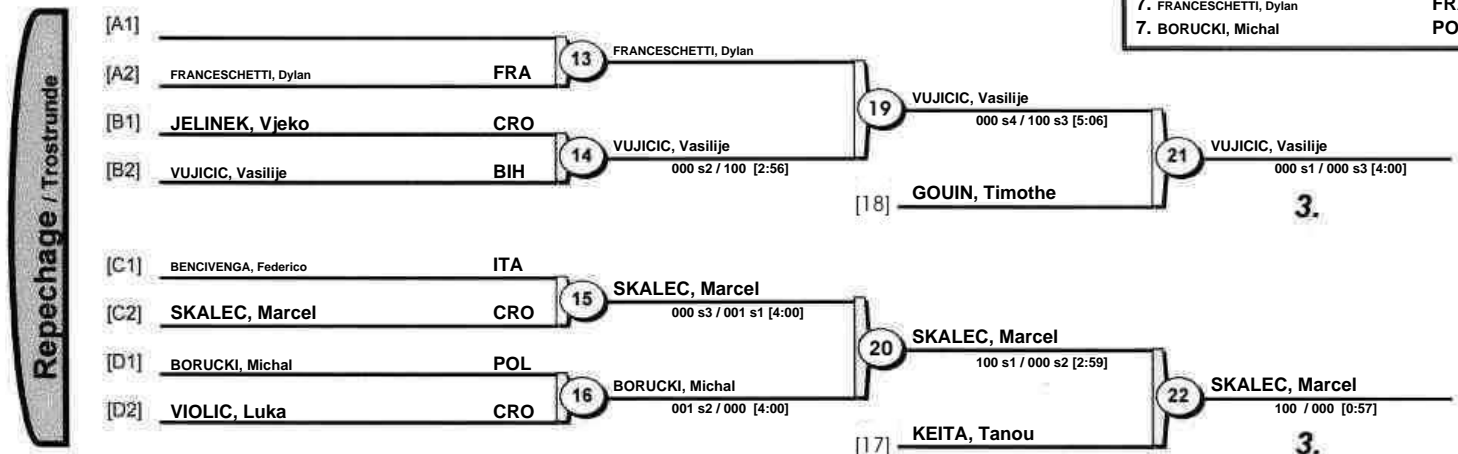 7. FRANCESCHETTI, Dylan
7. BORUCKI, Michal
Repechage / Trostrunde
[A1]
[A2] FRANCESCHETTI, Dylan FRA
13 FRANCESCHETTI, Dylan
[B1] JELINEK, Vjeko CRO
[B2] VUJICIC, Vasilije BIH
14 VUJICIC, Vasilije
000 s2 / 100 [2:56]
19 VUJICIC, Vasilije
000 s4 / 100 s3 [5:06]
[18] GOUIN, Timothe
21 VUJICIC, Vasilije
000 s1 / 000 s3 [4:00]
3.
[C1] BENCIVENGA, Federico ITA
[C2] SKALEC, Marcel CRO
15 SKALEC, Marcel
000 s3 / 001 s1 [4:00]
[D1] BORUCKI, Michal POL
[D2] VIOLIC, Luka CRO
16 BORUCKI, Michal
001 s2 / 000 [4:00]
20 SKALEC, Marcel
100 s1 / 000 s2 [2:59]
[17] KEITA, Tanou
22 SKALEC, Marcel
100 / 000 [0:57]
3.